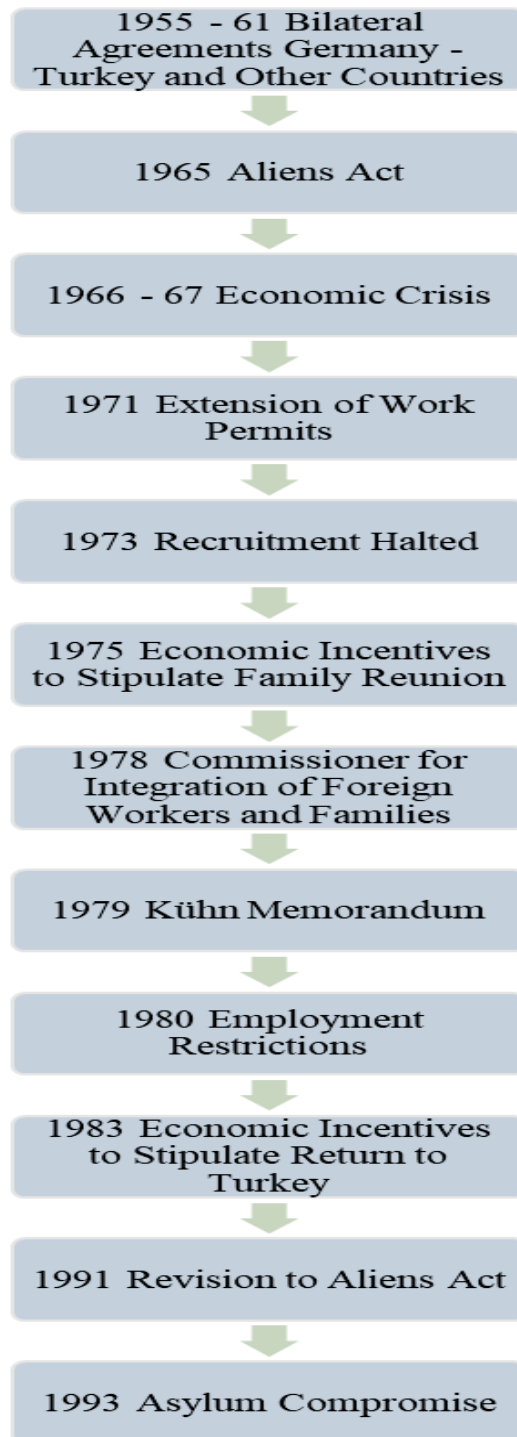 1955 - 61 Bilateral
Agreements Germany -
Turkey and Other Countries
1965 Aliens Act
1966 - 67 Economic Crisis
1971 Extension of Work
Permits
1973 Recruitment Halted
1975 Economic Incentives
to Stipulate Family Reunion
1978 Commissioner for
Integration of Foreign
Workers and Families
1979 Kühn Memorandum
1980 Employment
Restrictions
1983 Economic Incentives
to Stipulate Return to
Turkey
1991 Revision to Aliens Act
1993 Asylum Compromise